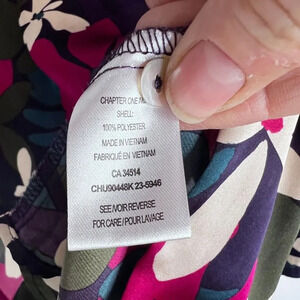 CHAPTER ONE
SHELL:
100% POLYESTER
MADE IN VIETNAM
FABRIQUÉ EN VIETNAM
CA 34514
CHU90448K 23-5946
SEE/VOIR REVERSE
FOR CARE/POUR LAVAGE